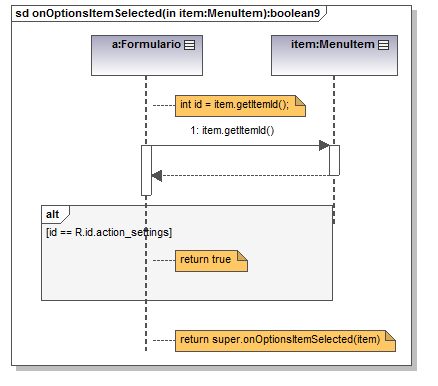 sd onOptionsItemSelected(in item:MenuItem):boolean9
a:Formulario
item:MenuItem
int id = item.getItemId();
1: item.getItemId()
alt
[id == R.id.action_settings]
return true
return super.onOptionsItemSelected(item)